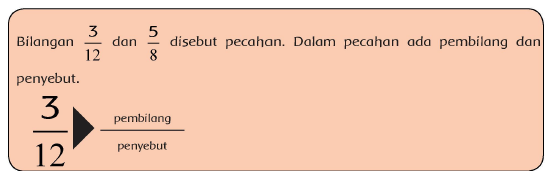 Bilangan 3/12 dan 5/8 disebut pecahan. Dalam pecahan ada pembilang dan
penyebut.
3/12 pembilang/penyebut